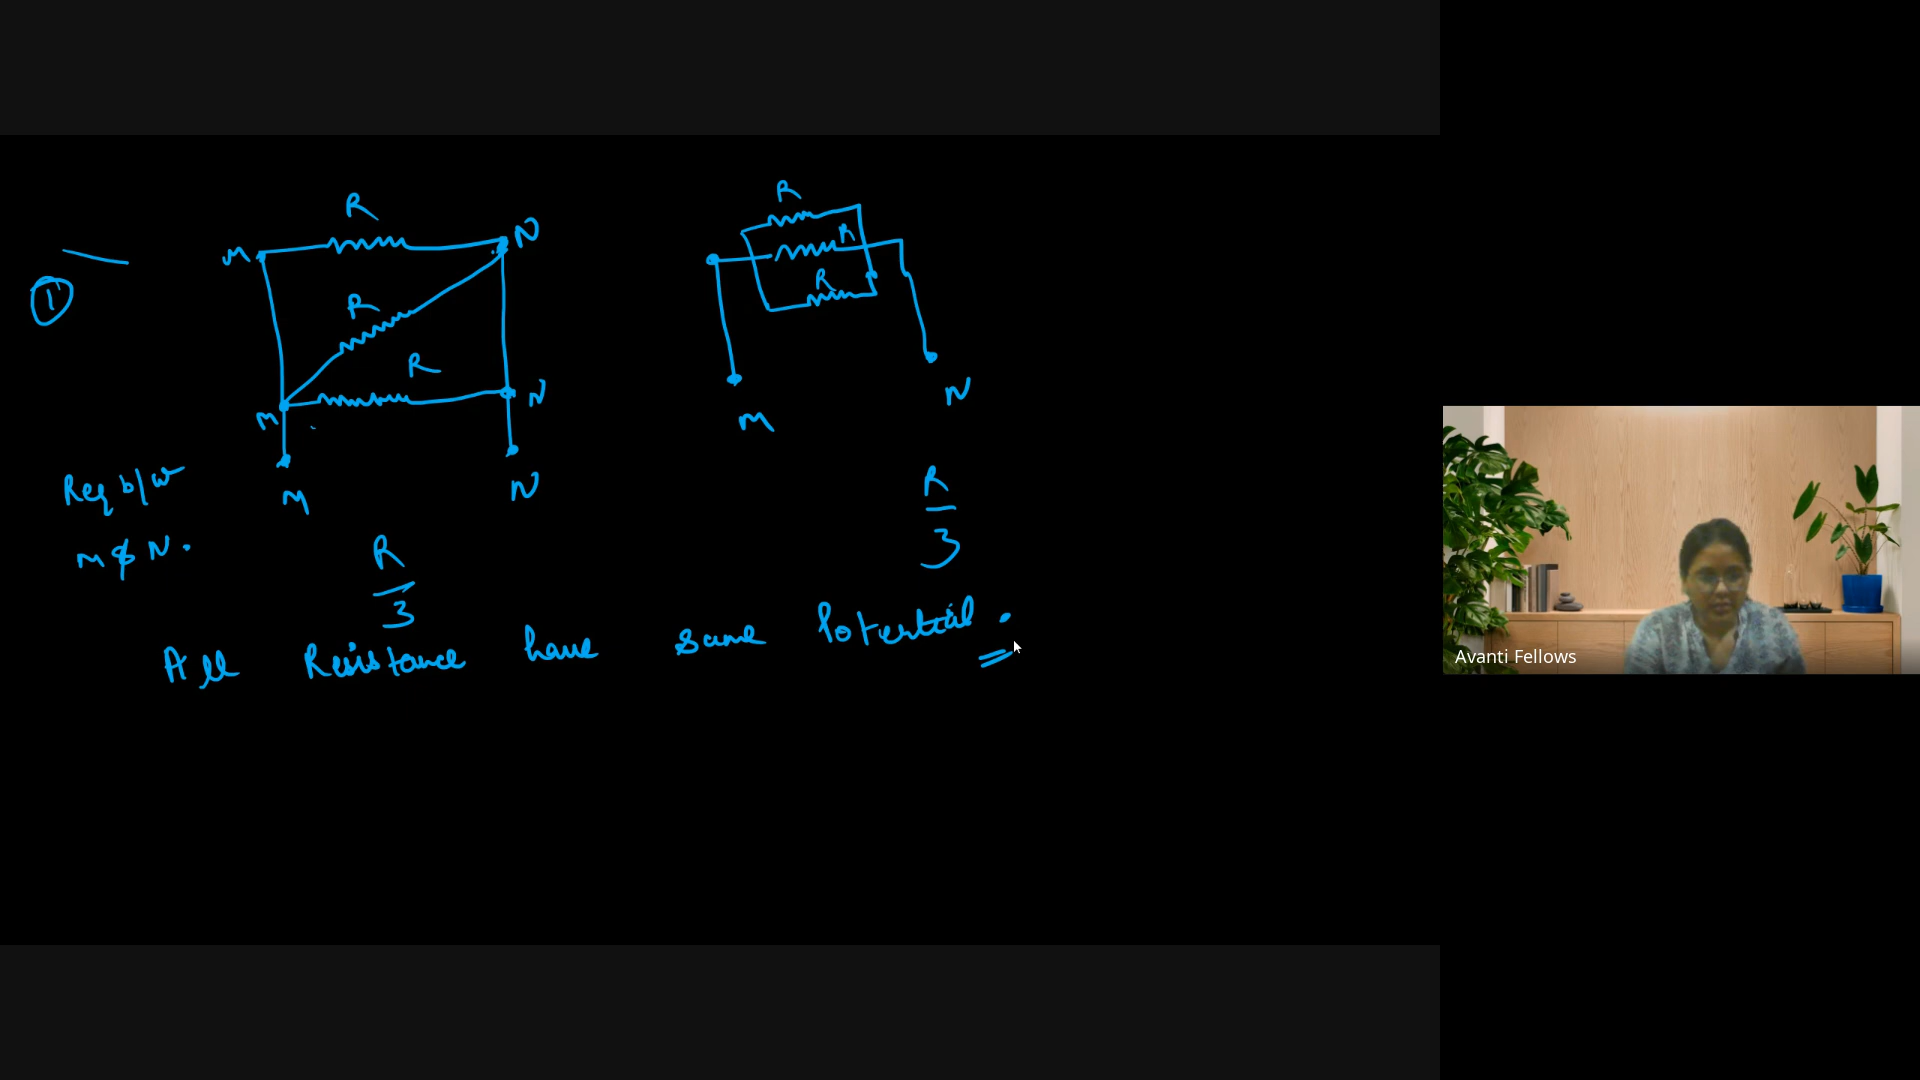 R
M
N
R
R
M
N
M
N
1
Req b/w
M & N.
R
3
R
R
R
M
N
R
3
All Resistance have same Potential.
Avanti Fellows